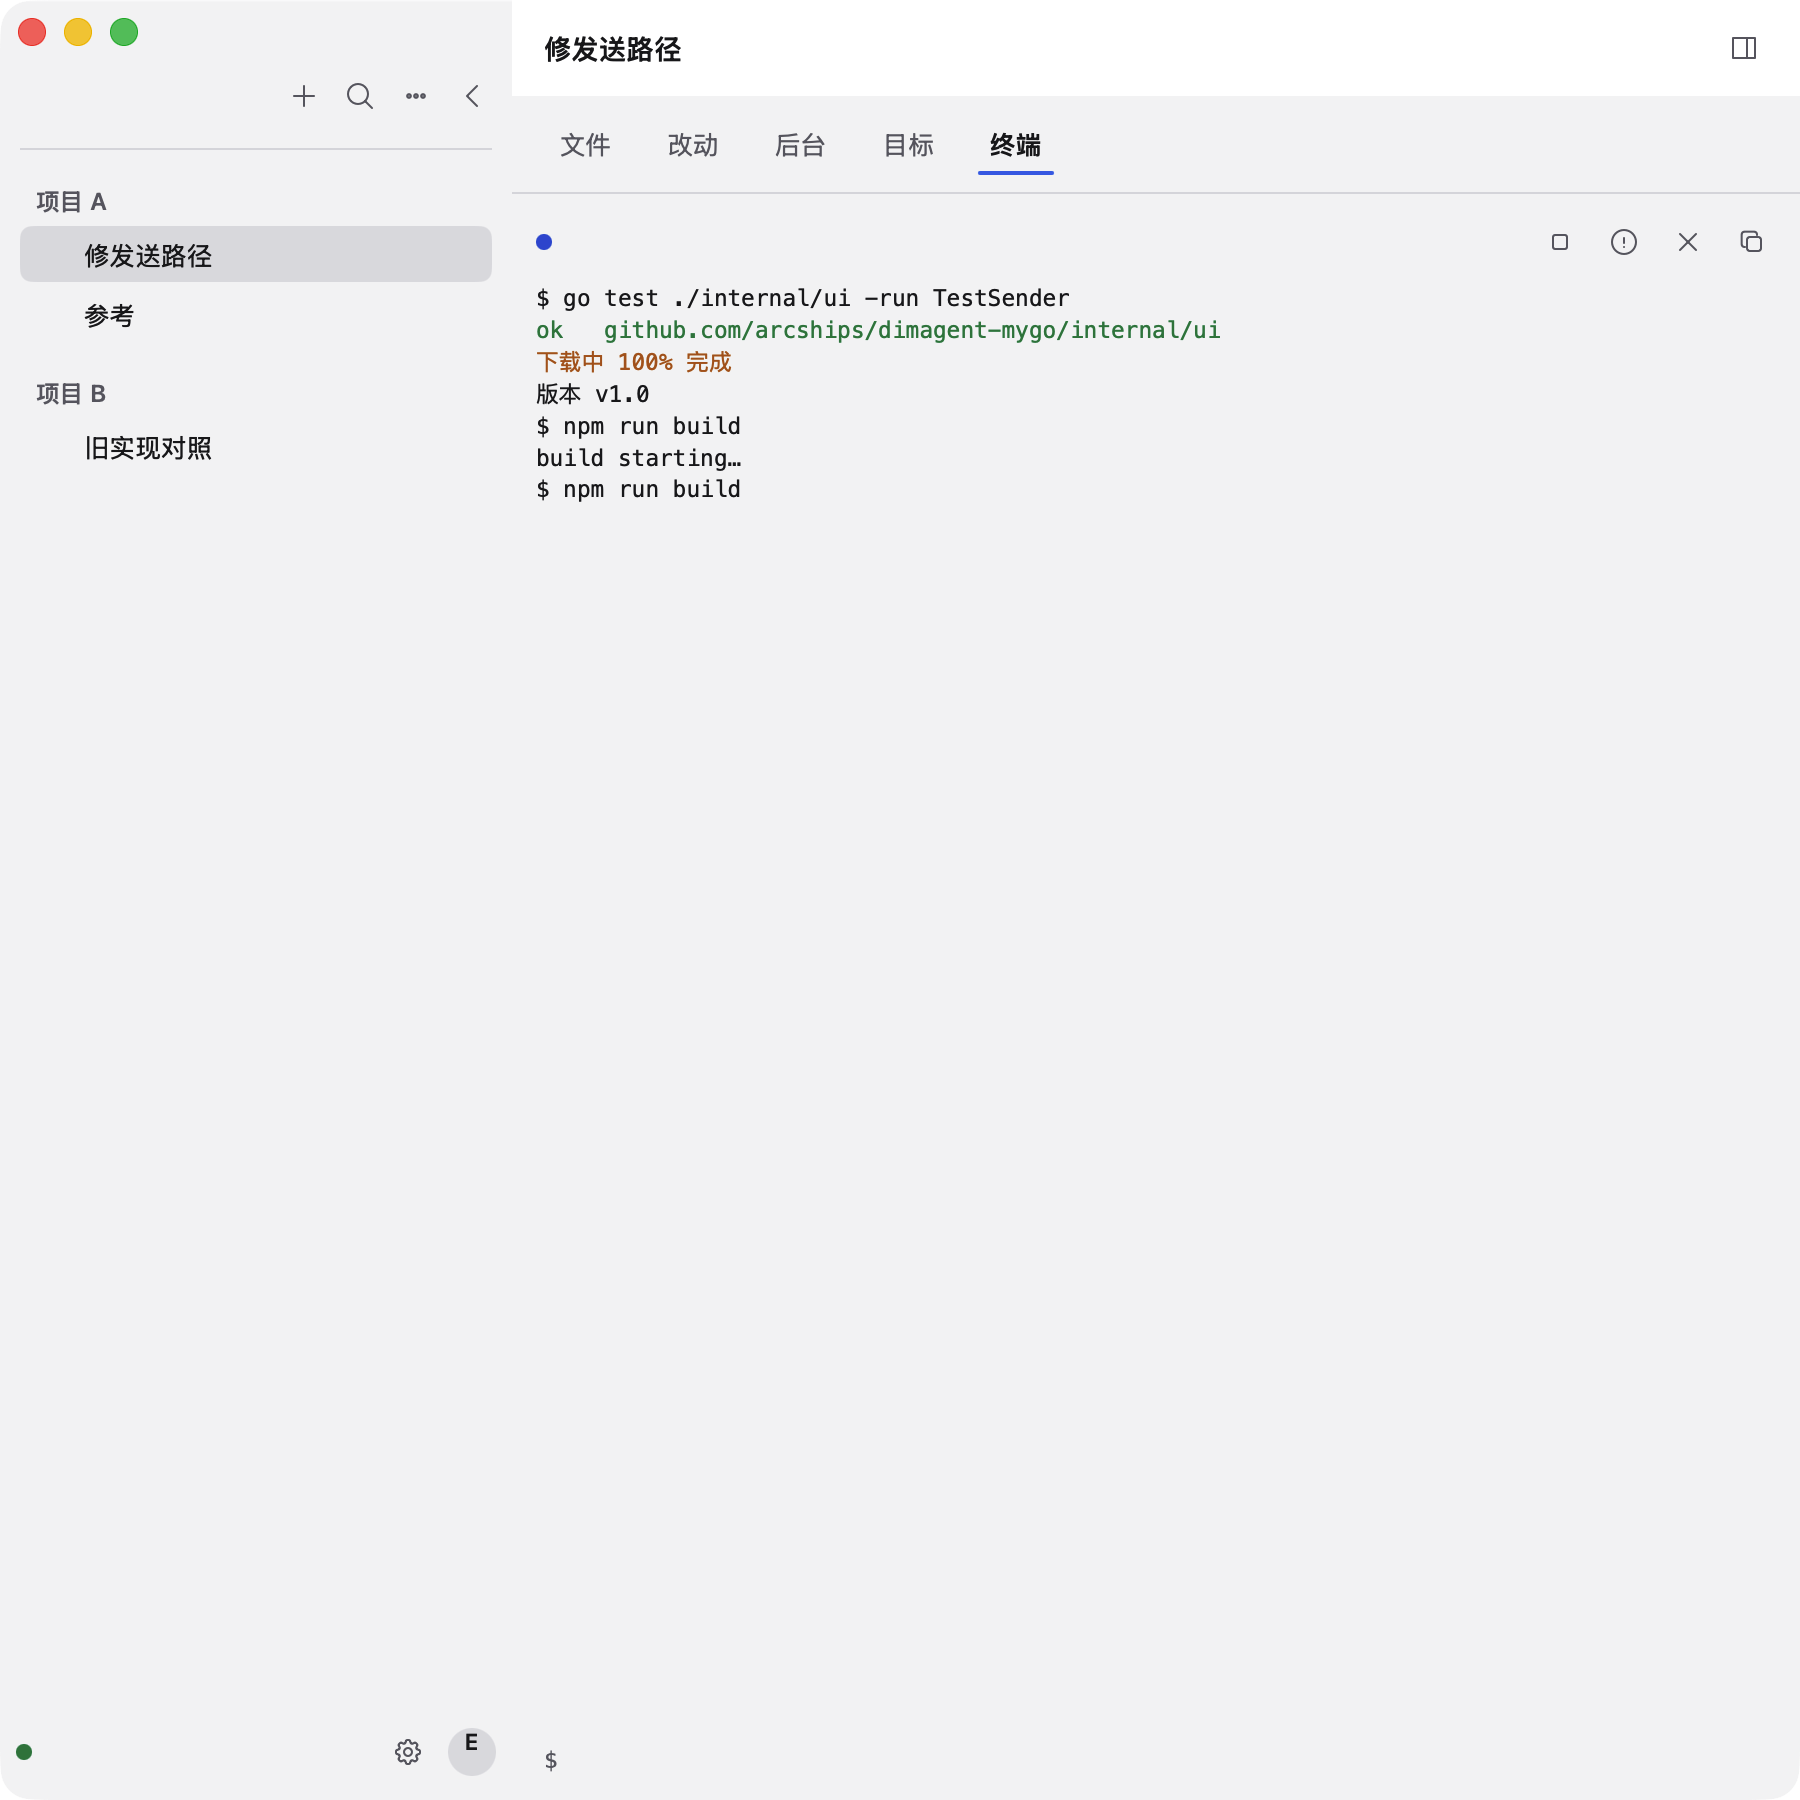 修发送路径
文件 改动 后台 目标 终端
项目 A
修发送路径
参考
项目 B
旧实现对照
$ go test ./internal/ui -run TestSender
ok   github.com/arcships/dimagent-mygo/internal/ui
下载中 100% 完成
版本 v1.0
$ npm run build
build starting…
$ npm run build
E
$